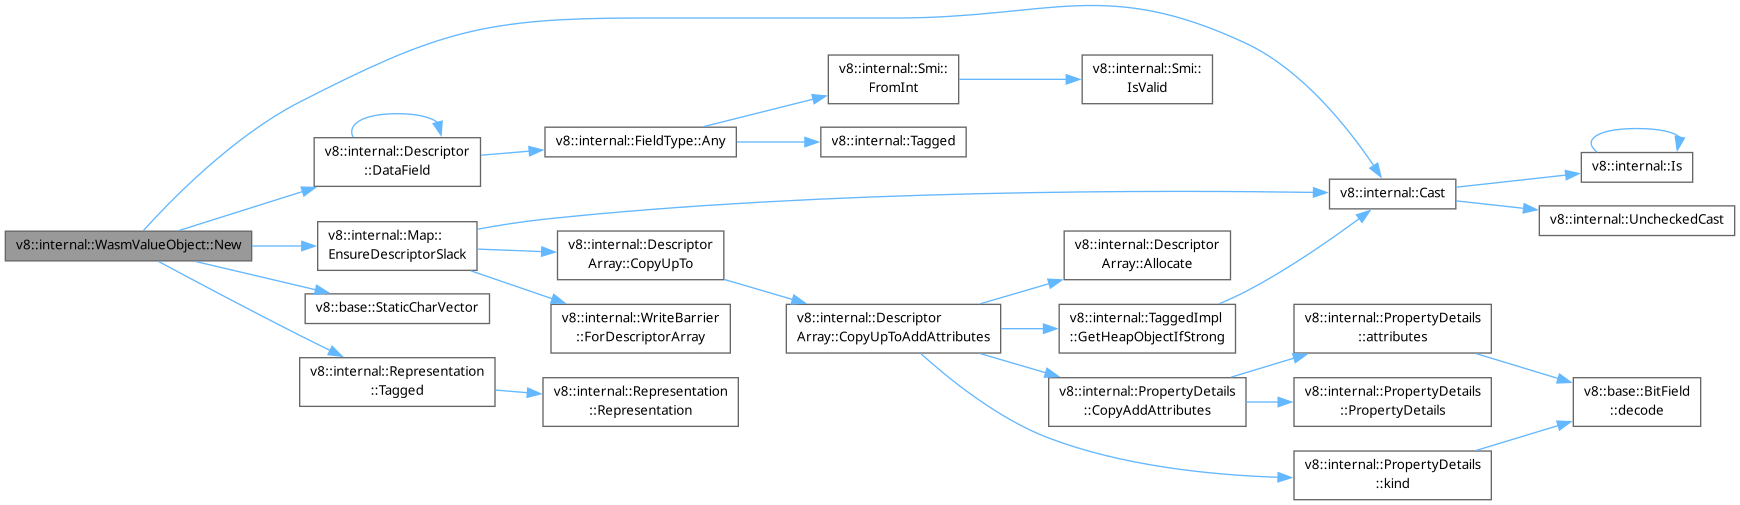 v8::internal::WasmValueObject::New
v8::internal::Descriptor
::DataField
v8::internal::Map::
EnsureDescriptorSlack
v8::base::StaticCharVector
v8::internal::Representation
::Tagged
v8::internal::FieldType::Any
v8::internal::Descriptor
Array::CopyUpTo
v8::internal::WriteBarrier
::ForDescriptorArray
v8::internal::Representation
::Representation
v8::internal::Smi::
FromInt
v8::internal::Tagged
v8::internal::Descriptor
Array::CopyUpToAddAttributes
v8::internal::Smi::
IsValid
v8::internal::Descriptor
Array::Allocate
v8::internal::TaggedImpl
::GetHeapObjectIfStrong
v8::internal::PropertyDetails
::CopyAddAttributes
v8::internal::Cast
v8::internal::PropertyDetails
::attributes
v8::internal::PropertyDetails
::PropertyDetails
v8::internal::PropertyDetails
::kind
v8::internal::Is
v8::internal::UncheckedCast
v8::base::BitField
::decode